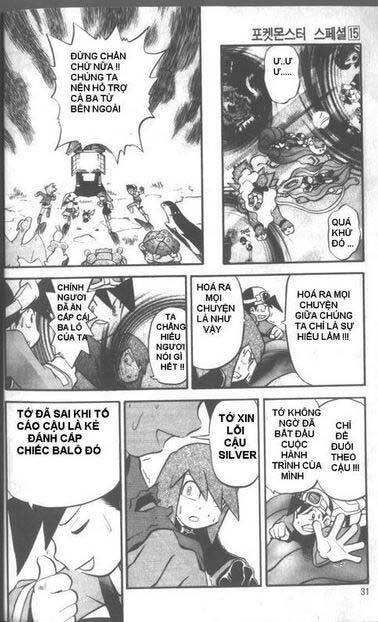 포켓몬스터 스페셜 15
ĐỪNG CHẦN
CHỪ NỮA !!
CHÚNG TA
NÊN HỖ TRỢ
CẢ BA TỪ
BÊN NGOÀI
Ư..Ư
Ư.....
QUÁ
KHỨ
ĐÓ ...
CHÍNH
NGƯƠI
ĐÃ ĂN
CẮP CÁI
BA LÔ
CỦA TA
TA
CHẲNG
HIỂU
NGƯƠI
NÓI GÌ
HẾT !!
HOÁ RA
MỌI
CHUYỆN
LÀ NHƯ
VẬY
HOÁ RA MỌI
CHUYỆN
GIỮA CHÚNG
TA CHỈ LÀ SỰ
HIỂU LẦM !!!
TỚ ĐÃ SAI KHI TỐ
CÁO CẬU LÀ KẺ
ĐÁNH CẮP
CHIẾC BALÔ ĐÓ
TỚ XIN
LỖI
CẬU
SILVER
TỚ KHÔNG
NGỜ ĐÃ
BẮT ĐẦU
CUỘC
HÀNH
TRÌNH CỦA
MÌNH
CHỈ
ĐỂ
ĐUỔI
THEO
CẬU !!!
31